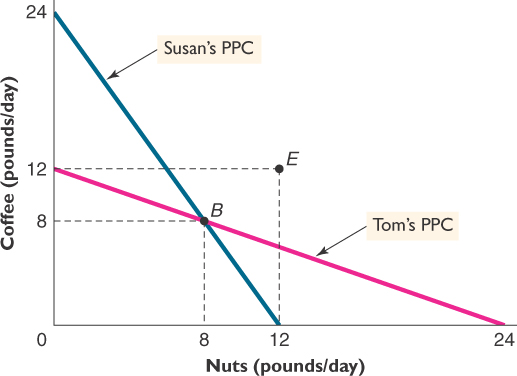 24
Susan's PPC
Coffee (pounds/day)
12
E
8
B
Tom's PPC
0
8
12
24
Nuts (pounds/day)